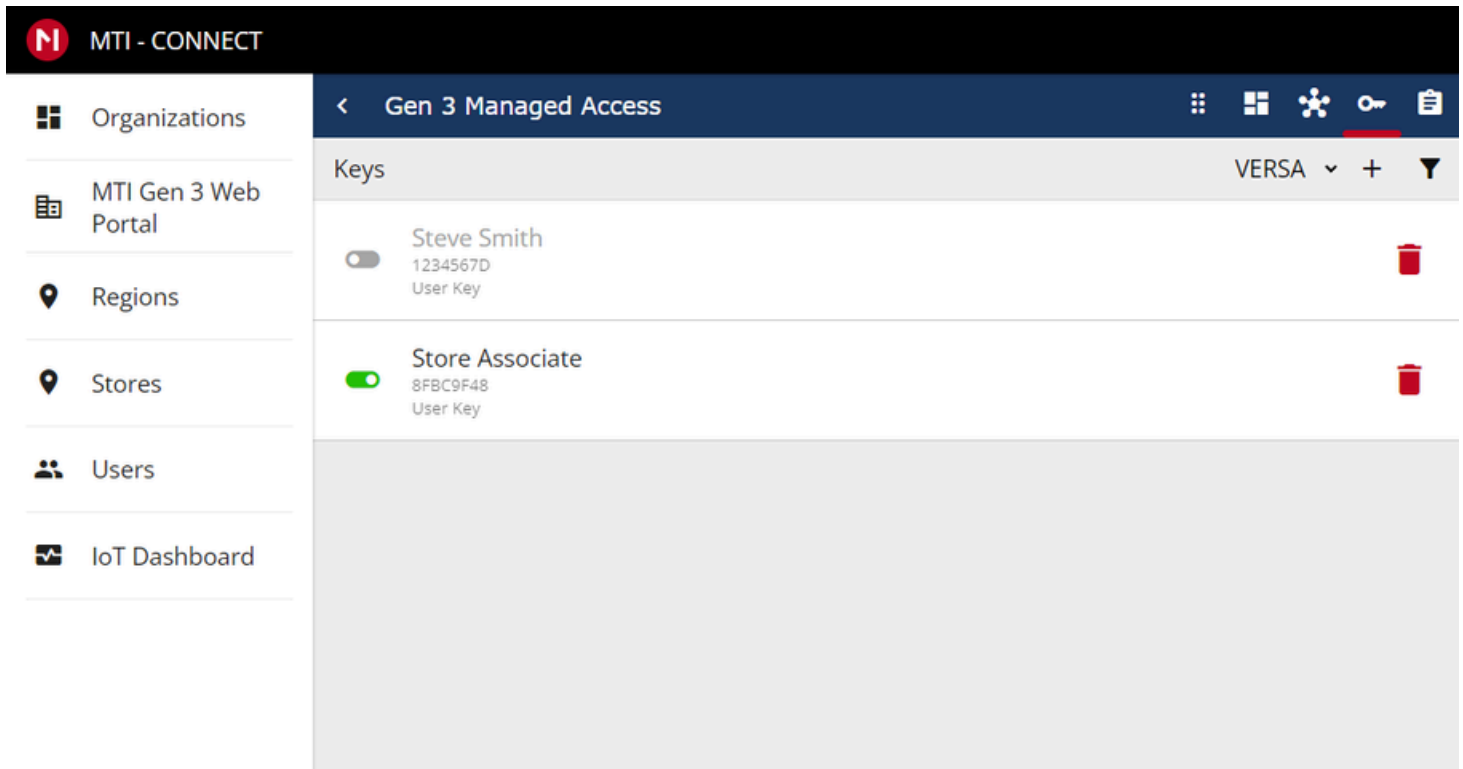 MTI - CONNECT
Organizations
MTI Gen 3 Web
Portal
Regions
Stores
Users
IoT Dashboard
Gen 3 Managed Access
Keys
VERSA
Steve Smith
1234567D
User Key
Store Associate
8FBC9F48
User Key